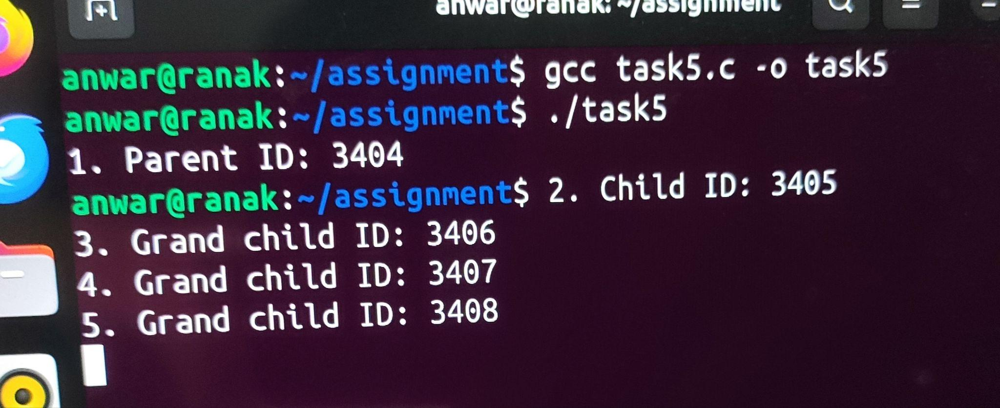 anwar@ranak: ~/assignment
anwar@ranak:~/assignment$ gcc task5.c -o task5
anwar@ranak:~/assignment$ ./task5
1. Parent ID: 3404
anwar@ranak:~/assignment$ 2. Child ID: 3405
3. Grand child ID: 3406
4. Grand child ID: 3407
5. Grand child ID: 3408